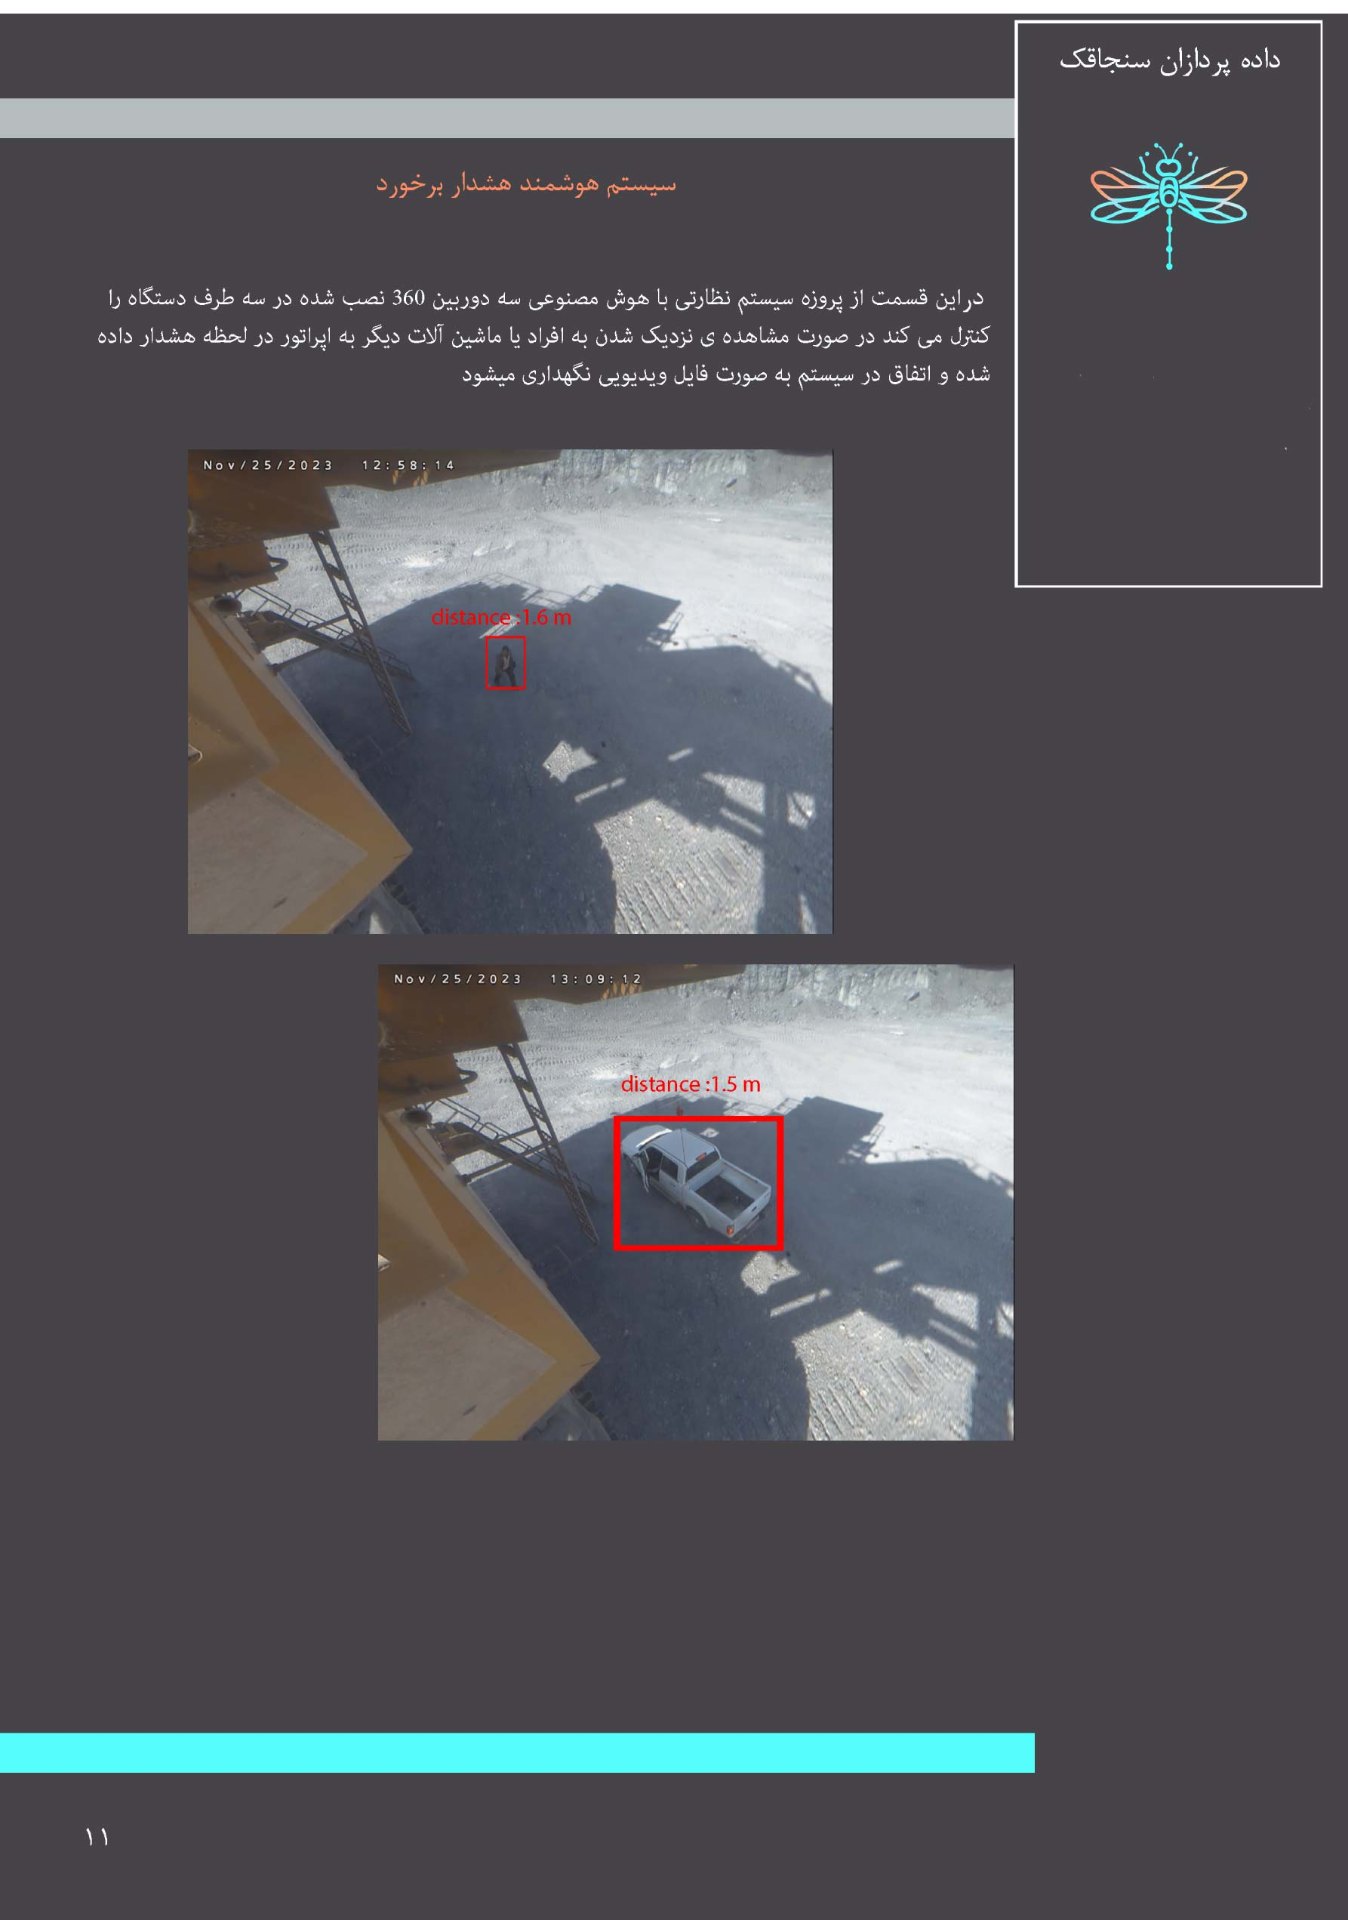 داده پردازان سنجاقک
سیستم هوشمند هشدار برخورد
در این قسمت از پروزه سیستم نظارتی با هوش مصنوعی سه دوربین 360 نصب شده در سه طرف دستگاه را
کنترل می کند در صورت مشاهده ی نزدیک شدن به افراد یا ماشین آلات دیگر به اپراتور در لحظه هشدار داده
شده و اتفاق در سیستم به صورت فایل ویدیویی نگهداری میشود
Nov/25/2023 12:58:14
distance :1.6 m
Nov/25/2023 13:09:12
distance :1.5 m
۱۱